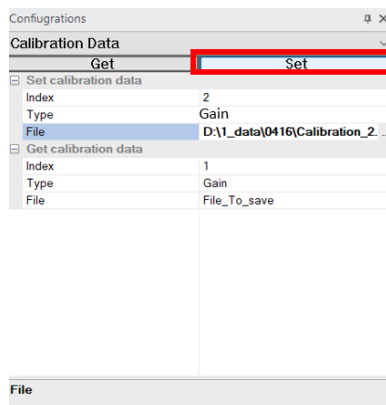 Confiugrations
Calibration Data
Get Set
Set calibration data
Index 2
Type Gain
File D:\1_data\0416\Calibration_2. ..
Get calibration data
Index 1
Type Gain
File File_To_save
File